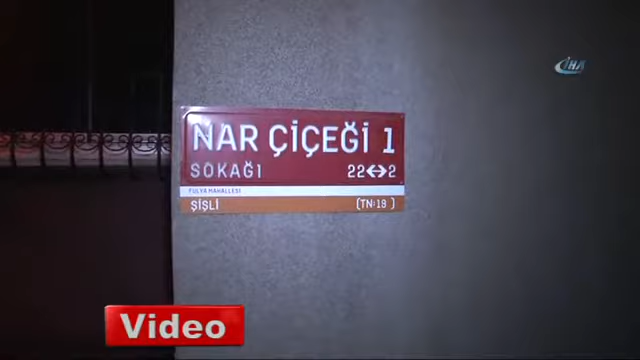 İHA
NAR ÇİÇEĞİ 1
SOKAĞI 22↔2
FULYA MAHALLESİ
ŞİŞLİ (TN:19 )
Video